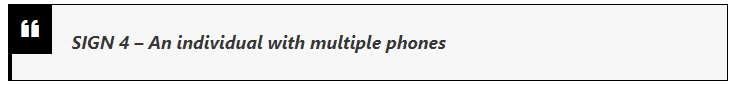 SIGN 4 – An individual with multiple phones